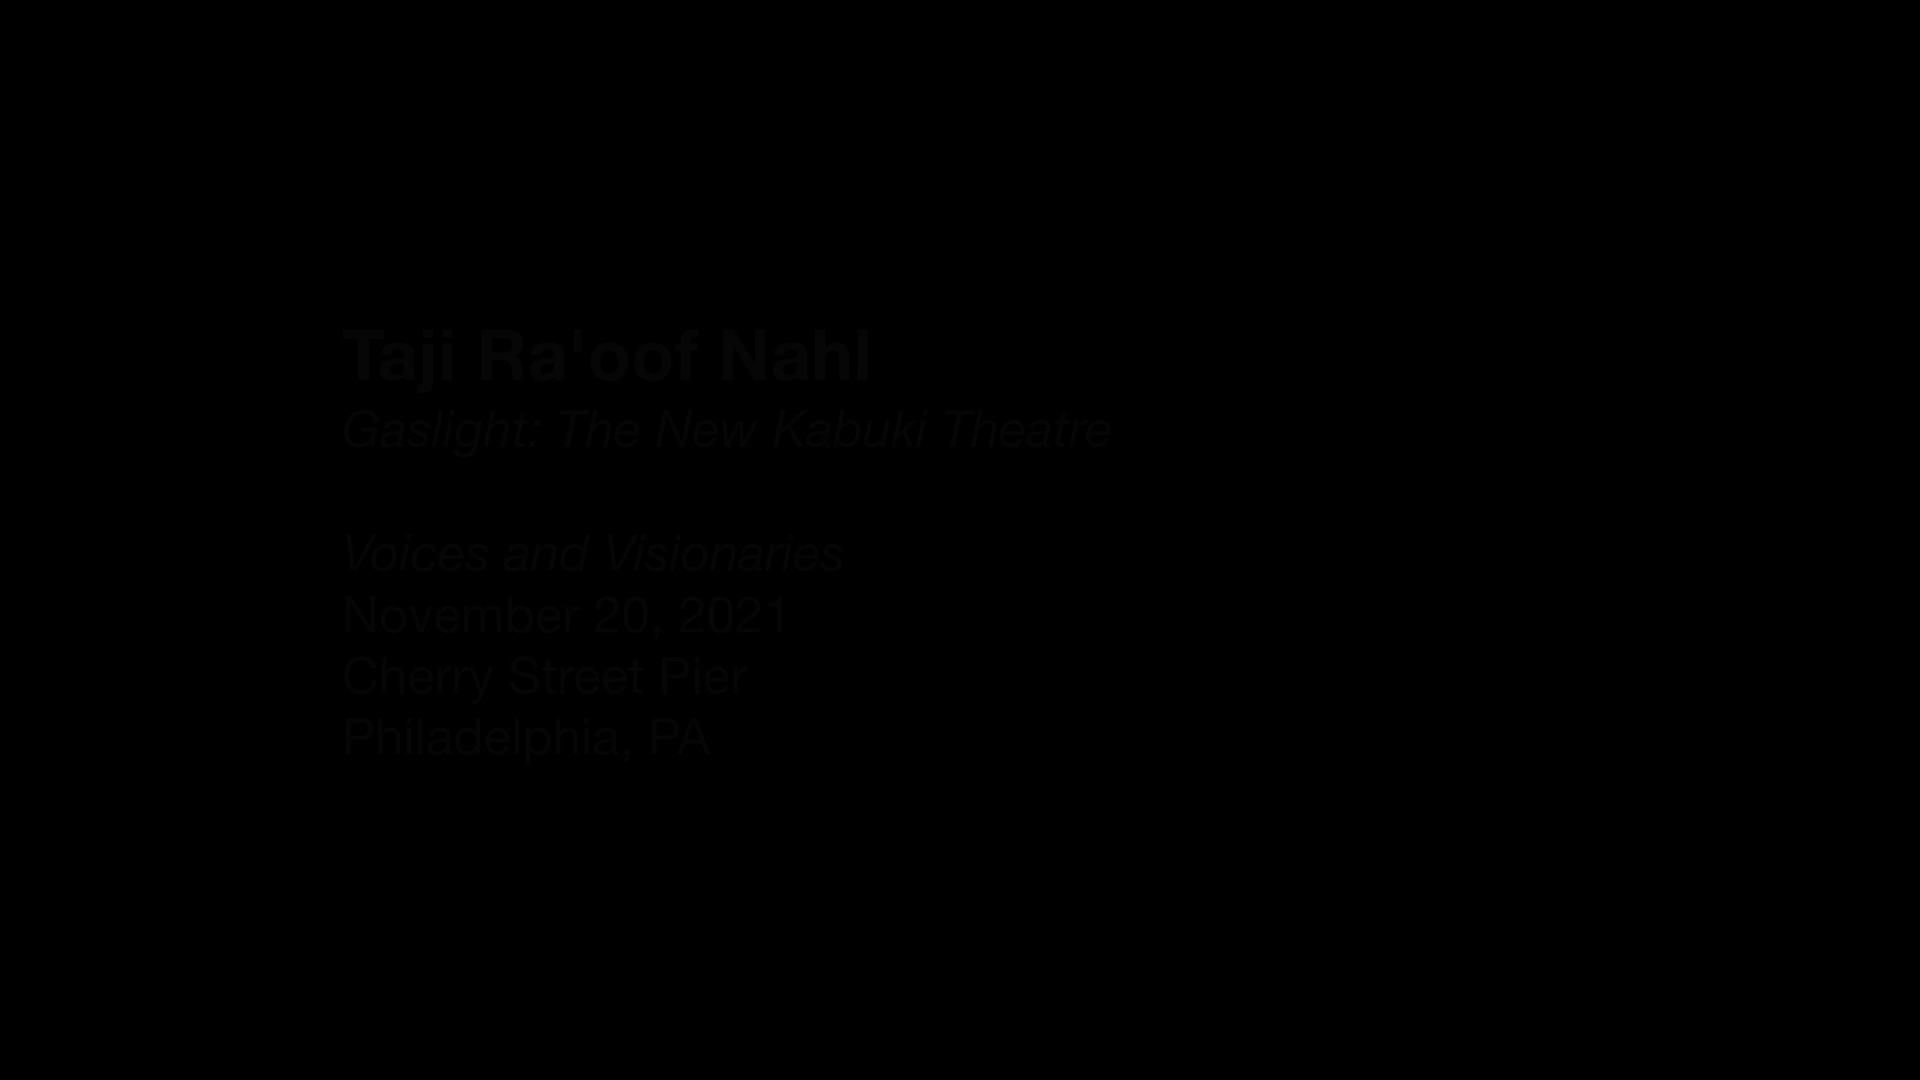 Taji Ra'oof Nahl
Gaslight: The New Kabuki Theatre
Voices and Visionaries
November 20, 2021
Cherry Street Pier
Philadelphia, PA